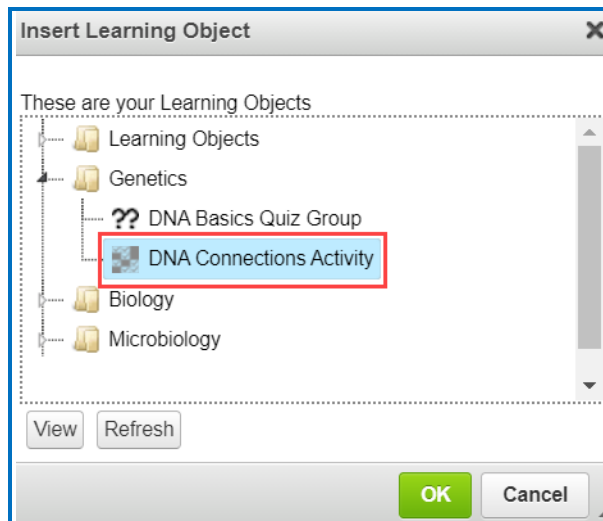 Insert Learning Object
These are your Learning Objects
Learning Objects
Genetics
?? DNA Basics Quiz Group
DNA Connections Activity
Biology
Microbiology
View Refresh
OK Cancel